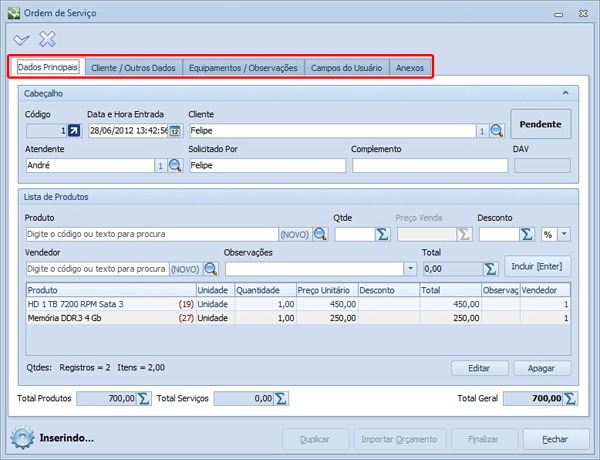 Ordem de Serviço
Dados Principais Cliente / Outros Dados Equipamentos / Observações Campos do Usuário Anexos
Cabeçalho
Código Data e Hora Entrada Cliente
1 28/06/2012 13:42:56 12 Felipe 1 Pendente
Atendente Solicitado Por Complemento DAV
André 1 Felipe
Lista de Produtos
Produto Qtde Preço Venda Desconto
Digite o código ou texto para procura (NOVO) Σ Σ Σ %
Vendedor Observações Total
Digite o código ou texto para procura (NOVO) 0,00 Σ Incluir [Enter]
Produto Unidade Quantidade Preço Unitário Desconto Total Observaç Vendedor
HD 1 TB 7200 RPM Sata 3 (19) Unidade 1,00 450,00 450,00 1
Memória DDR3 4 Gb (27) Unidade 1,00 250,00 250,00 1
Qtdes: Registros = 2 Itens = 2,00 Editar Apagar
Total Produtos 700,00 Σ Total Serviços 0,00 Σ Total Geral 700,00 Σ
Inserindo... Duplicar Importar Orçamento Finalizar Fechar